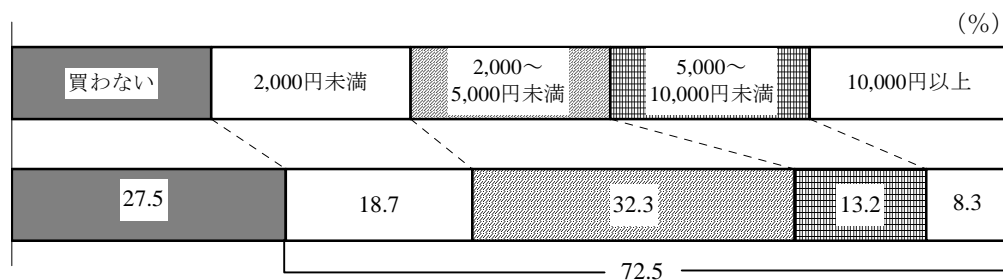 (%)
買わない
2,000円未満
2,000～
5,000円未満
5,000～
10,000円未満
10,000円以上
27.5
18.7
32.3
13.2
8.3
72.5